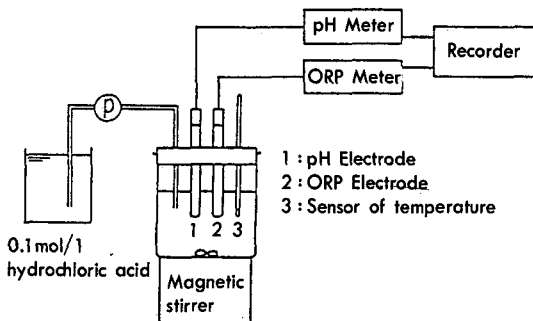 pH Meter
Recorder
ORP Meter
P
1 : pH Electrode
2 : ORP Electrode
3 : Sensor of temperature
1 2 3
0.1mol/1
hydrochloric acid
Magnetic
stirrer